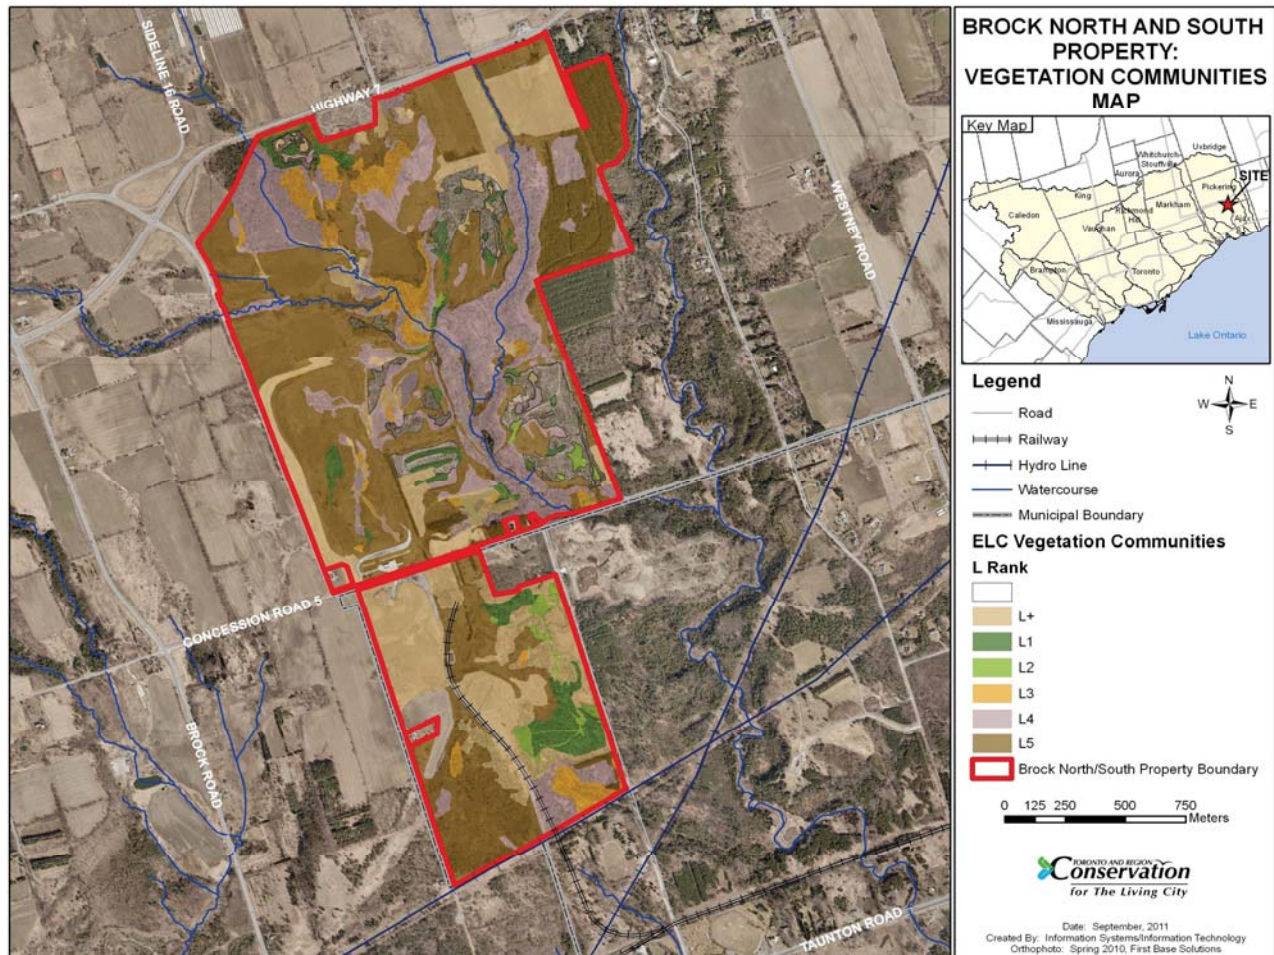 SIDELINE 16 ROAD
HIGHWAY 7
WESTNEY ROAD
CONCESSION ROAD 5
BROCK ROAD
TAUNTON ROAD
BROCK NORTH AND SOUTH
PROPERTY:
VEGETATION COMMUNITIES
MAP
Key Map
Uxbridge
Whitchurch-
Stouffville
Aurora
Pickering
SITE
King
Richmond
Hill
Markham
Caledon
Ajax
Vaughan
Brampton
Toronto
Mississauga
Lake Ontario
Legend
N
W E
S
Road
Railway
Hydro Line
Watercourse
Municipal Boundary
ELC Vegetation Communities
L Rank
L+
L1
L2
L3
L4
L5
Brock North/South Property Boundary
0 125 250 500 750
Meters
TORONTO AND REGION
Conservation
for The Living City
Date: September, 2011
Created By: Information Systems/Information Technology
Orthophoto: Spring 2010, First Base Solutions